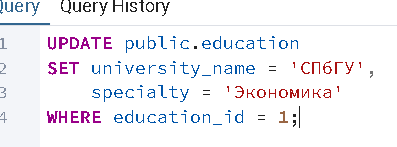 Query Query History
1 UPDATE public.education
2 SET university_name = 'СПбГУ',
3 specialty = 'Экономика'
4 WHERE education_id = 1;